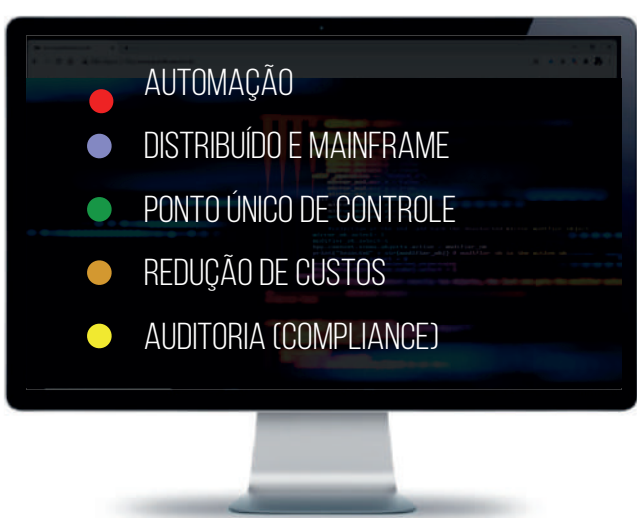 AUTOMAÇÃO
DISTRIBUÍDO E MAINFRAME
PONTO ÚNICO DE CONTROLE
REDUÇÃO DE CUSTOS
AUDITORIA (COMPLIANCE)